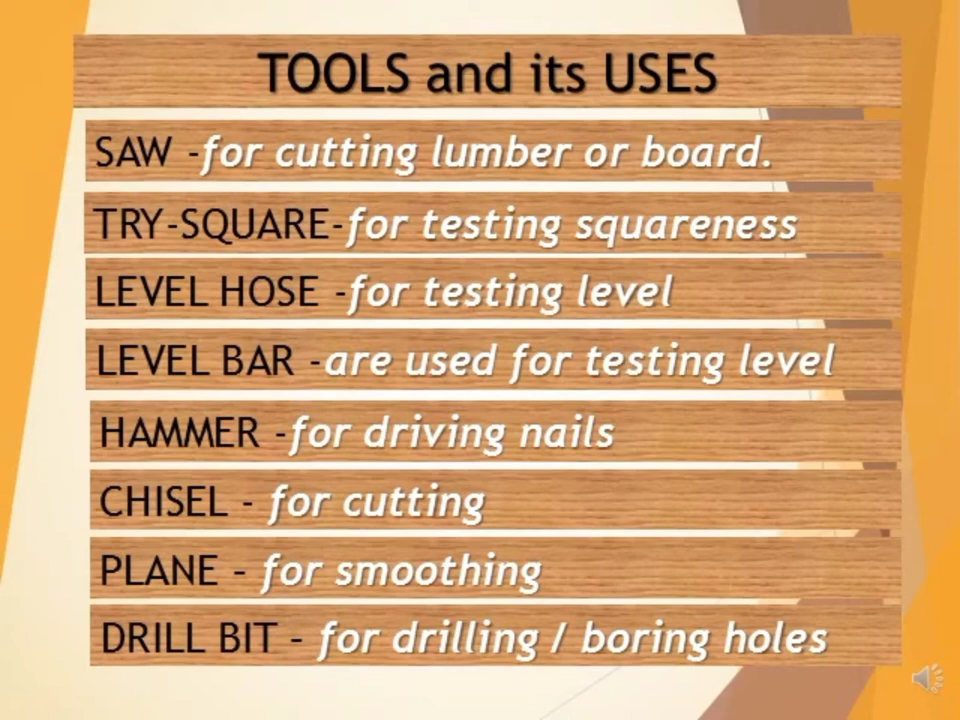 TOOLS and its USES
SAW -for cutting lumber or board.
TRY-SQUARE-for testing squareness
LEVEL HOSE -for testing level
LEVEL BAR -are used for testing level
HAMMER -for driving nails
CHISEL - for cutting
PLANE – for smoothing
DRILL BIT – for drilling / boring holes